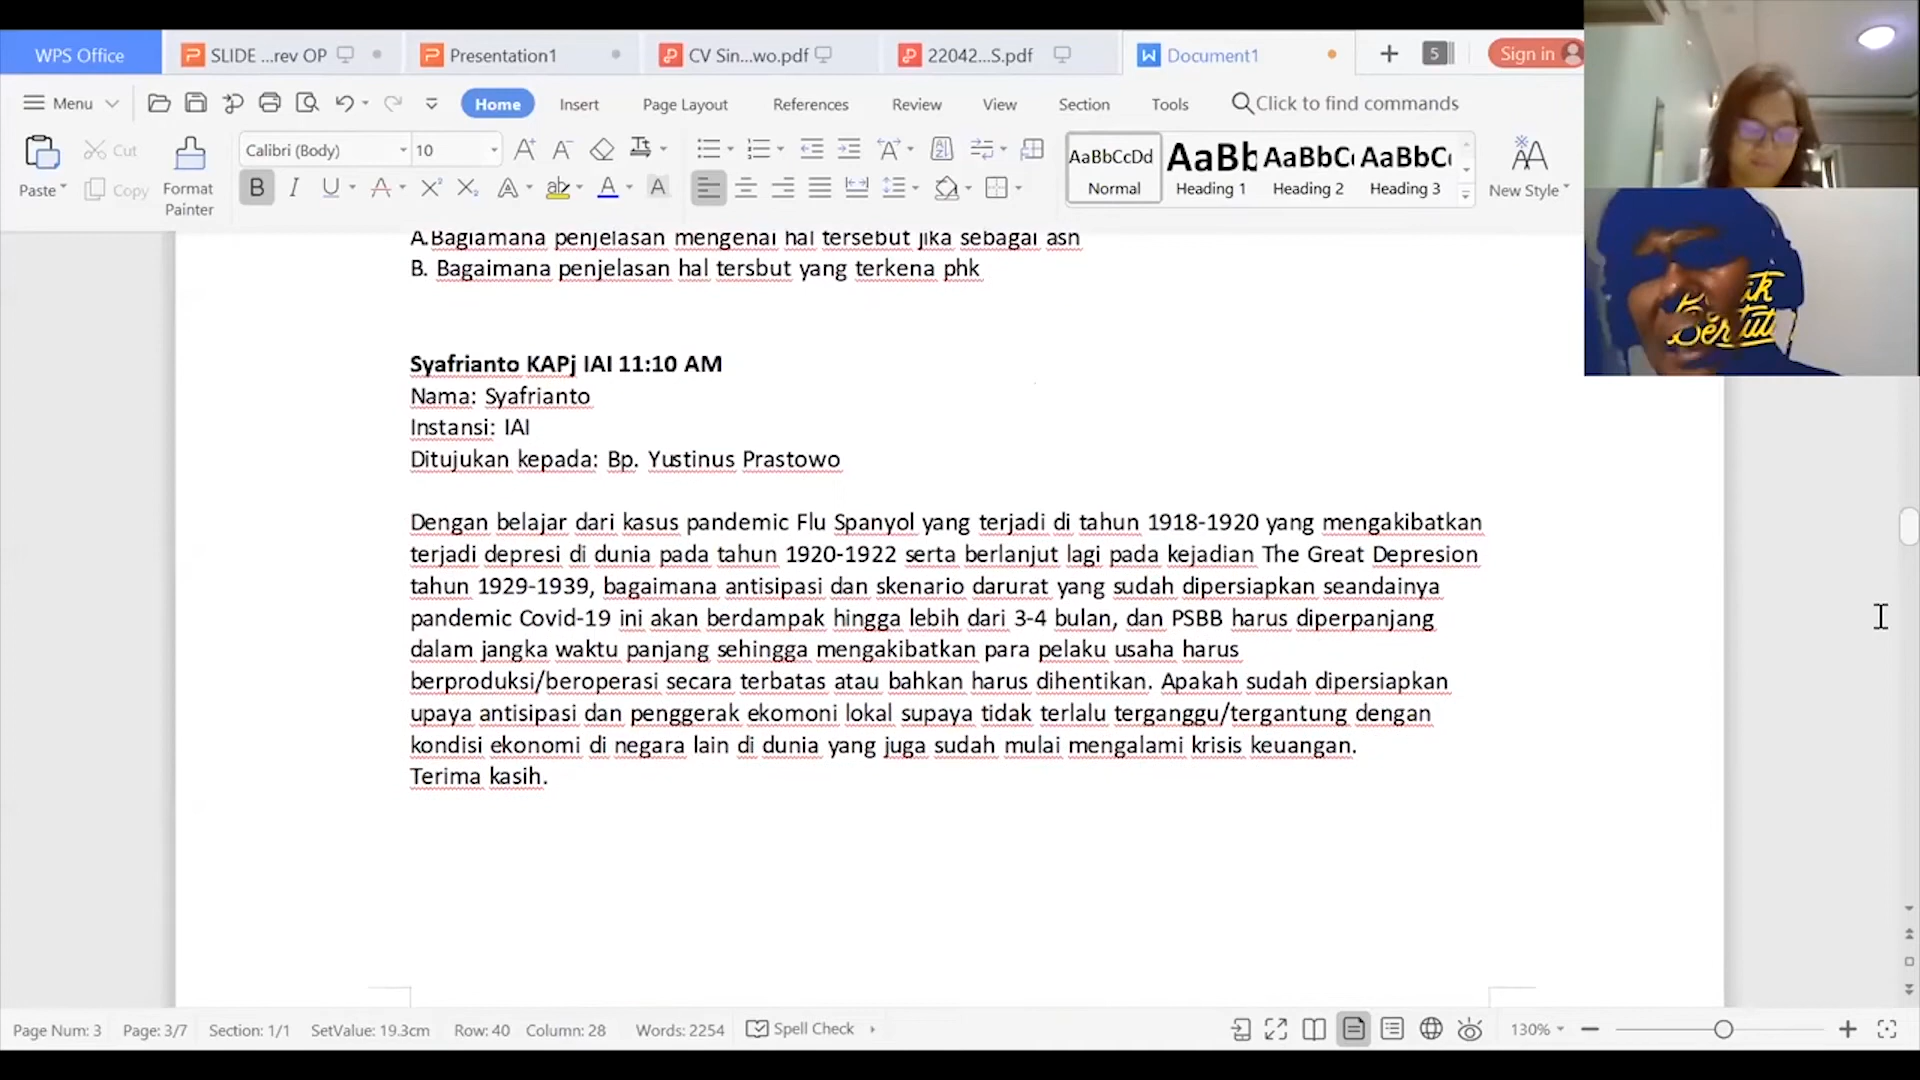 WPS Office
SLIDE ...rev OP
Presentation1
CV Sin...wo.pdf
22042...S.pdf
Document1
5
Sign in
Menu
Home
Insert
Page Layout
References
Review
View
Section
Tools
Click to find commands
Paste
Cut
Copy
Format
Painter
Calibri (Body)
10
AaBbCcDd
Normal
AaBb
Heading 1
AaBbC
Heading 2
AaBbC
Heading 3
New Style
A.Bagiamana penjelasan mengenai hal tersebut jika sebagai asn
B. Bagaimana penjelasan hal tersbut yang terkena phk
Syafrianto KAPj IAI 11:10 AM
Nama: Syafrianto
Instansi: IAI
Ditujukan kepada: Bp. Yustinus Prastowo
Dengan belajar dari kasus pandemic Flu Spanyol yang terjadi di tahun 1918-1920 yang mengakibatkan
terjadi depresi di dunia pada tahun 1920-1922 serta berlanjut lagi pada kejadian The Great Depresion
tahun 1929-1939, bagaimana antisipasi dan skenario darurat yang sudah dipersiapkan seandainya
pandemic Covid-19 ini akan berdampak hingga lebih dari 3-4 bulan, dan PSBB harus diperpanjang
dalam jangka waktu panjang sehingga mengakibatkan para pelaku usaha harus
berproduksi/beroperasi secara terbatas atau bahkan harus dihentikan. Apakah sudah dipersiapkan
upaya antisipasi dan penggerak ekomoni lokal supaya tidak terlalu terganggu/tergantung dengan
kondisi ekonomi di negara lain di dunia yang juga sudah mulai mengalami krisis keuangan.
Terima kasih.
Page Num: 3
Page: 3/7
Section: 1/1
SetValue: 19.3cm
Row: 40
Column: 28
Words: 2254
Spell Check
130%